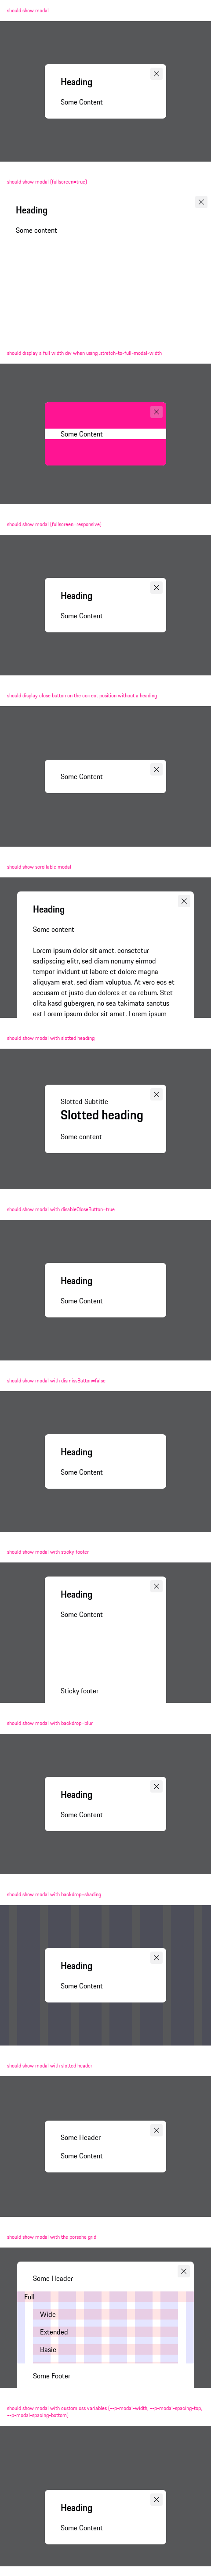 should show modal
Heading
Some Content
should show modal (fullscreen=true)
Heading
Some content
should display a full width div when using .stretch-to-full-modal-width
Some Content
should show modal (fullscreen=responsive)
Heading
Some Content
should display close button on the correct position without a heading
Some Content
should show scrollable modal
Heading
Some content
Lorem ipsum dolor sit amet, consetetur
sadipscing elitr, sed diam nonumy eirmod
tempor invidunt ut labore et dolore magna
aliquyam erat, sed diam voluptua. At vero eos et
accusam et justo duo dolores et ea rebum. Stet
clita kasd gubergren, no sea takimata sanctus
est Lorem ipsum dolor sit amet. Lorem ipsum
should show modal with slotted heading
Slotted Subtitle
Slotted heading
Some content
should show modal with disableCloseButton=true
Heading
Some Content
should show modal with dismissButton=false
Heading
Some Content
should show modal with sticky footer
Heading
Some Content
Sticky footer
should show modal with backdrop=blur
Heading
Some Content
should show modal with backdrop=shading
Heading
Some Content
should show modal with slotted header
Some Header
Some Content
should show modal with the porsche grid
Some Header
Full
Wide
Extended
Basic
Some Footer
should show modal with custom css variables (--p-modal-width, --p-modal-spacing-top,
--p-modal-spacing-bottom)
Heading
Some Content